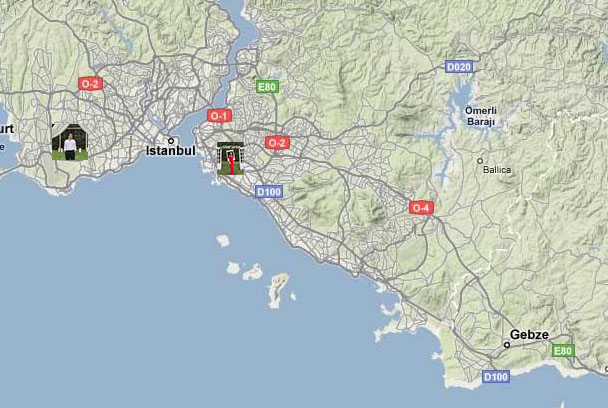 D020
O-2
E80
O-1
Ömerli
Barajı
urt
e
Istanbul
O-2
Ballica
D100
O-4
Gebze
E80
D100